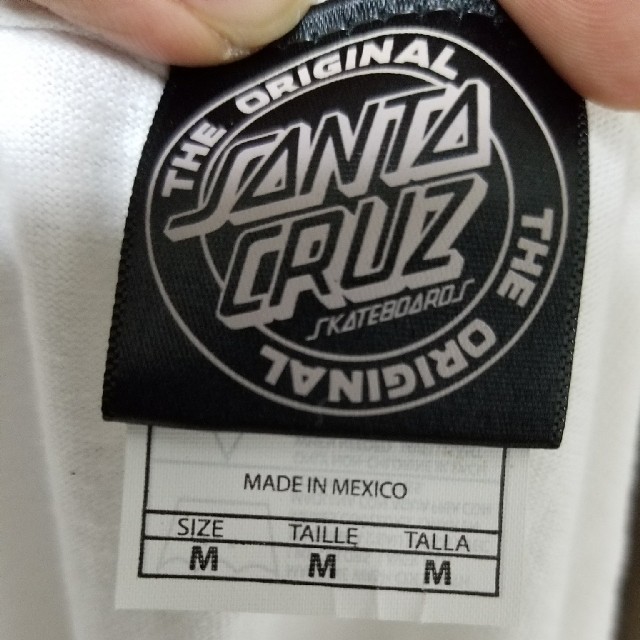 THE ORIGINAL
SANTA
CRUZ
SKATEBOARDS
THE ORIGINAL
MADE IN MEXICO
SIZE TAILLE TALLA
M M M